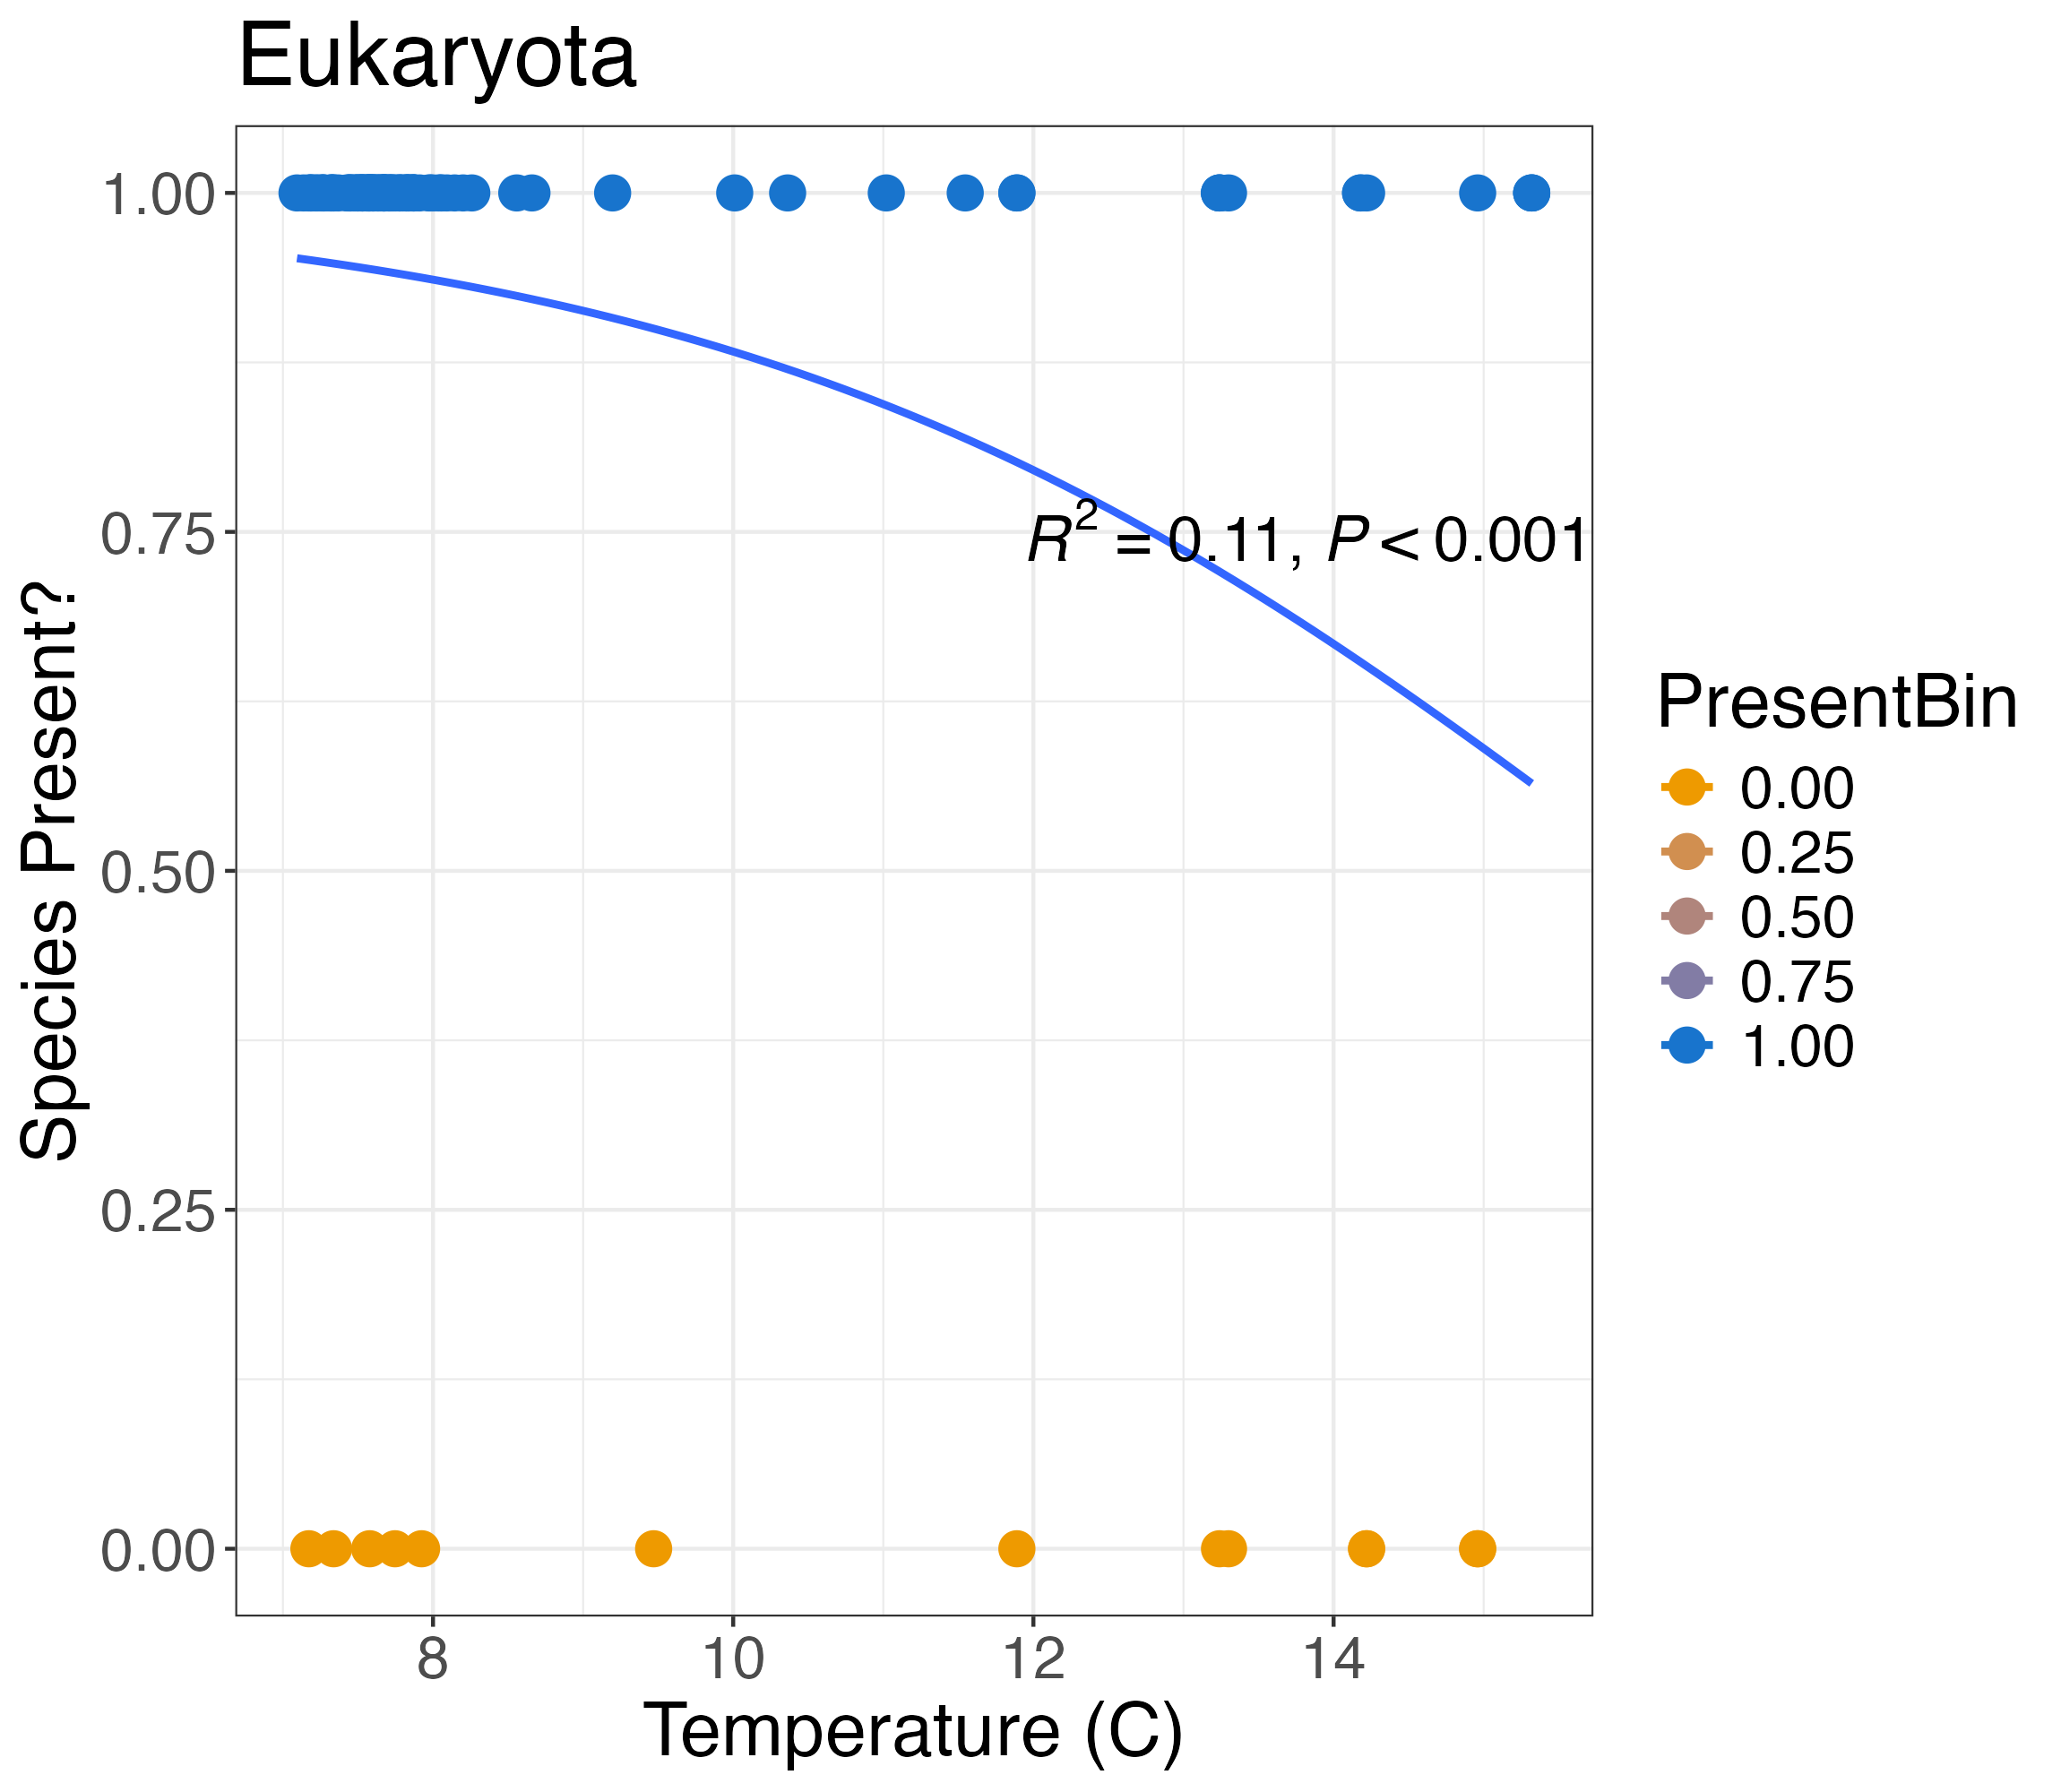 Eukaryota
1.00
0.75
0.50
0.25
0.00
Species Present?
R² = 0.11, P < 0.001
8 10 12 14
Temperature (C)
PresentBin
0.00
0.25
0.50
0.75
1.00